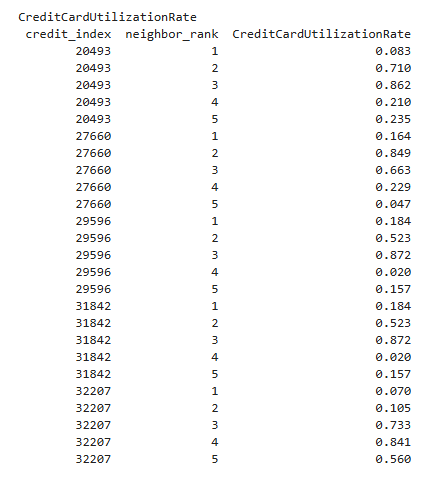 CreditCardUtilizationRate
credit_index neighbor_rank CreditCardUtilizationRate
20493 1 0.083
20493 2 0.710
20493 3 0.862
20493 4 0.210
20493 5 0.235
27660 1 0.164
27660 2 0.849
27660 3 0.663
27660 4 0.229
27660 5 0.047
29596 1 0.184
29596 2 0.523
29596 3 0.872
29596 4 0.020
29596 5 0.157
31842 1 0.184
31842 2 0.523
31842 3 0.872
31842 4 0.020
31842 5 0.157
32207 1 0.070
32207 2 0.105
32207 3 0.733
32207 4 0.841
32207 5 0.560